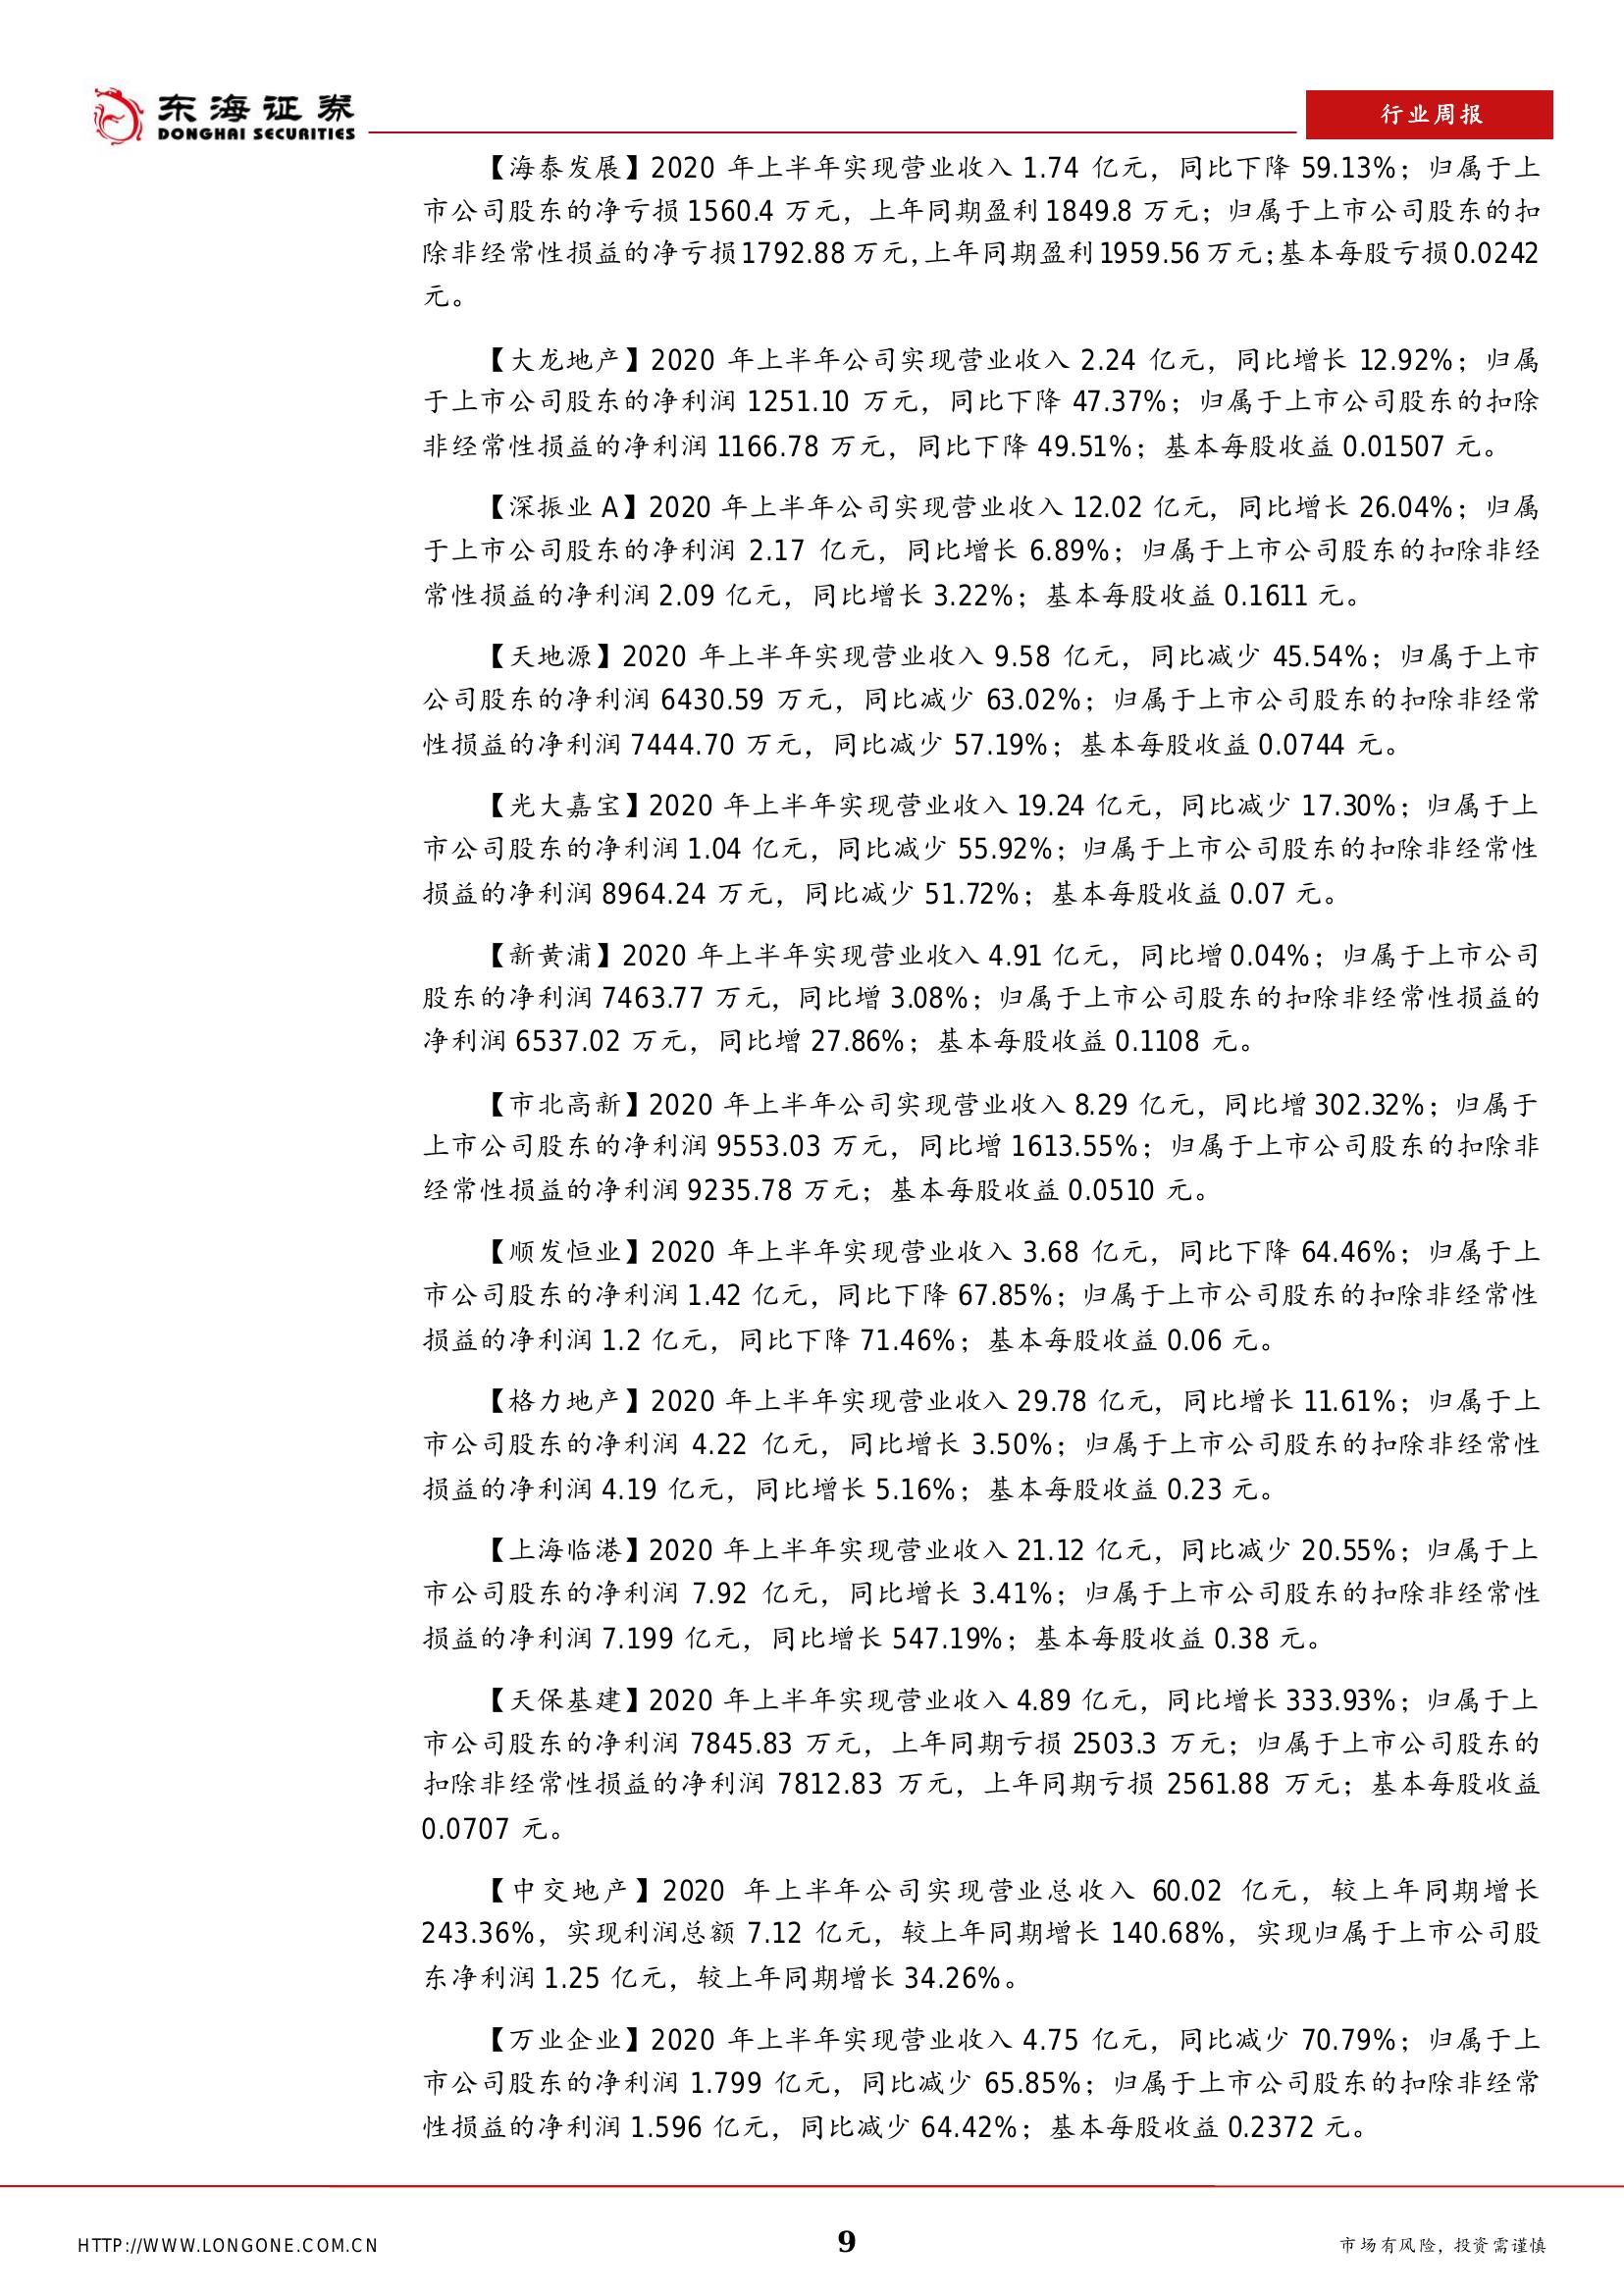 东海证券
DONGHAI SECURITIES
行业周报
【海泰发展】2020 年上半年实现营业收入 1.74 亿元，同比下降 59.13%；归属于上
市公司股东的净亏损 1560.4 万元，上年同期盈利 1849.8 万元；归属于上市公司股东的扣
除非经常性损益的净亏损 1792.88 万元，上年同期盈利 1959.56 万元；基本每股亏损 0.0242
元。
【大龙地产】2020 年上半年公司实现营业收入 2.24 亿元，同比增长 12.92%；归属
于上市公司股东的净利润 1251.10 万元，同比下降 47.37%；归属于上市公司股东的扣除
非经常性损益的净利润 1166.78 万元，同比下降 49.51%；基本每股收益 0.01507 元。
【深振业 A】2020 年上半年公司实现营业收入 12.02 亿元，同比增长 26.04%；归属
于上市公司股东的净利润 2.17 亿元，同比增长 6.89%；归属于上市公司股东的扣除非经
常性损益的净利润 2.09 亿元，同比增长 3.22%；基本每股收益 0.1611 元。
【天地源】2020 年上半年实现营业收入 9.58 亿元，同比减少 45.54%；归属于上市
公司股东的净利润 6430.59 万元，同比减少 63.02%；归属于上市公司股东的扣除非经常
性损益的净利润 7444.70 万元，同比减少 57.19%；基本每股收益 0.0744 元。
【光大嘉宝】2020 年上半年实现营业收入 19.24 亿元，同比减少 17.30%；归属于上
市公司股东的净利润 1.04 亿元，同比减少 55.92%；归属于上市公司股东的扣除非经常性
损益的净利润 8964.24 万元，同比减少 51.72%；基本每股收益 0.07 元。
【新黄浦】2020 年上半年实现营业收入 4.91 亿元，同比增 0.04%；归属于上市公司
股东的净利润 7463.77 万元，同比增 3.08%；归属于上市公司股东的扣除非经常性损益的
净利润 6537.02 万元，同比增 27.86%；基本每股收益 0.1108 元。
【市北高新】2020 年上半年公司实现营业收入 8.29 亿元，同比增 302.32%；归属于
上市公司股东的净利润 9553.03 万元，同比增 1613.55%；归属于上市公司股东的扣除非
经常性损益的净利润 9235.78 万元；基本每股收益 0.0510 元。
【顺发恒业】2020 年上半年实现营业收入 3.68 亿元，同比下降 64.46%；归属于上
市公司股东的净利润 1.42 亿元，同比下降 67.85%；归属于上市公司股东的扣除非经常性
损益的净利润 1.2 亿元，同比下降 71.46%；基本每股收益 0.06 元。
【格力地产】2020 年上半年实现营业收入 29.78 亿元，同比增长 11.61%；归属于上
市公司股东的净利润 4.22 亿元，同比增长 3.50%；归属于上市公司股东的扣除非经常性
损益的净利润 4.19 亿元，同比增长 5.16%；基本每股收益 0.23 元。
【上海临港】2020 年上半年实现营业收入 21.12 亿元，同比减少 20.55%；归属于上
市公司股东的净利润 7.92 亿元，同比增长 3.41%；归属于上市公司股东的扣除非经常性
损益的净利润 7.199 亿元，同比增长 547.19%；基本每股收益 0.38 元。
【天保基建】2020 年上半年实现营业收入 4.89 亿元，同比增长 333.93%；归属于上
市公司股东的净利润 7845.83 万元，上年同期亏损 2503.3 万元；归属于上市公司股东的
扣除非经常性损益的净利润 7812.83 万元，上年同期亏损 2561.88 万元；基本每股收益
0.0707 元。
【中交地产】2020 年上半年公司实现营业总收入 60.02 亿元，较上年同期增长
243.36%，实现利润总额 7.12 亿元，较上年同期增长 140.68%，实现归属于上市公司股
东净利润 1.25 亿元，较上年同期增长 34.26%。
【万业企业】2020 年上半年实现营业收入 4.75 亿元，同比减少 70.79%；归属于上
市公司股东的净利润 1.799 亿元，同比减少 65.85%；归属于上市公司股东的扣除非经常
性损益的净利润 1.596 亿元，同比减少 64.42%；基本每股收益 0.2372 元。
HTTP://WWW.LONGONE.COM.CN
9
市场有风险，投资需谨慎